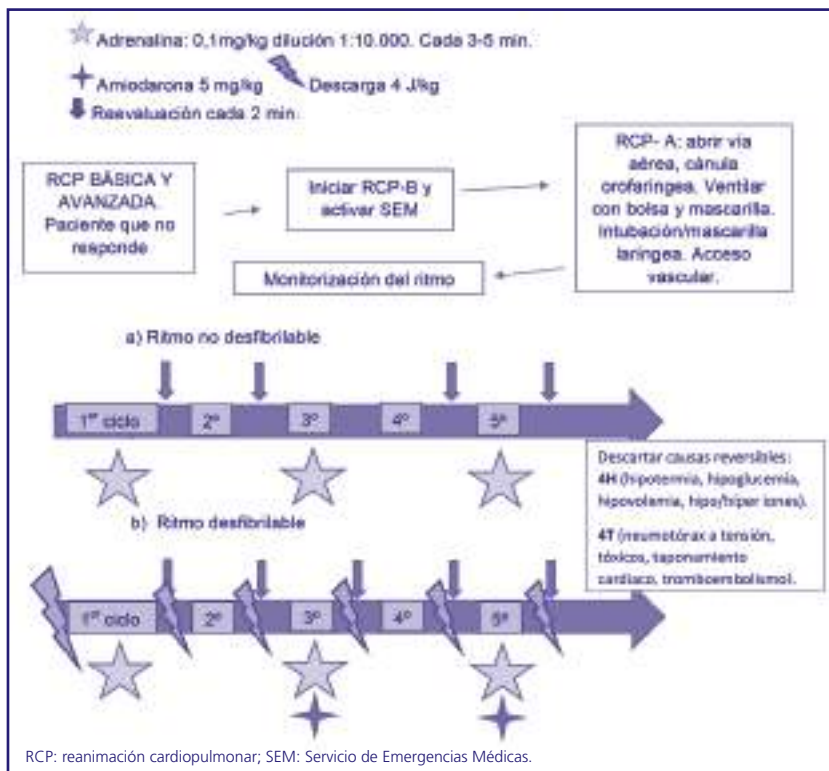 Adrenalina: 0,1mg/kg dilución 1:10.000. Cada 3-5 min.
Amiodarona 5 mg/kg
Descarga 4 J/kg
Reevaluación cada 2 min.
RCP BÁSICA Y
AVANZADA.
Paciente que no
responde
Iniciar RCP-B y
activar SEM
RCP- A: abrir vía
aérea, cánula
orofaríngea. Ventilar
con bolsa y mascarilla.
Intubación/mascarilla
laríngea. Acceso
vascular.
Monitorización del ritmo
a) Ritmo no desfibrilable
1er ciclo
2º
3º
4º
5º
Descartar causas reversibles:
4H (hipotermia, hipoglucemia,
hipovolemia, hipo/hiper iones).
4T (neumotórax a tensión,
tóxicos, taponamiento
cardiaco, tromboembolismo).
b) Ritmo desfibrilable
1er ciclo
2º
3º
4º
5º
RCP: reanimación cardiopulmonar; SEM: Servicio de Emergencias Médicas.